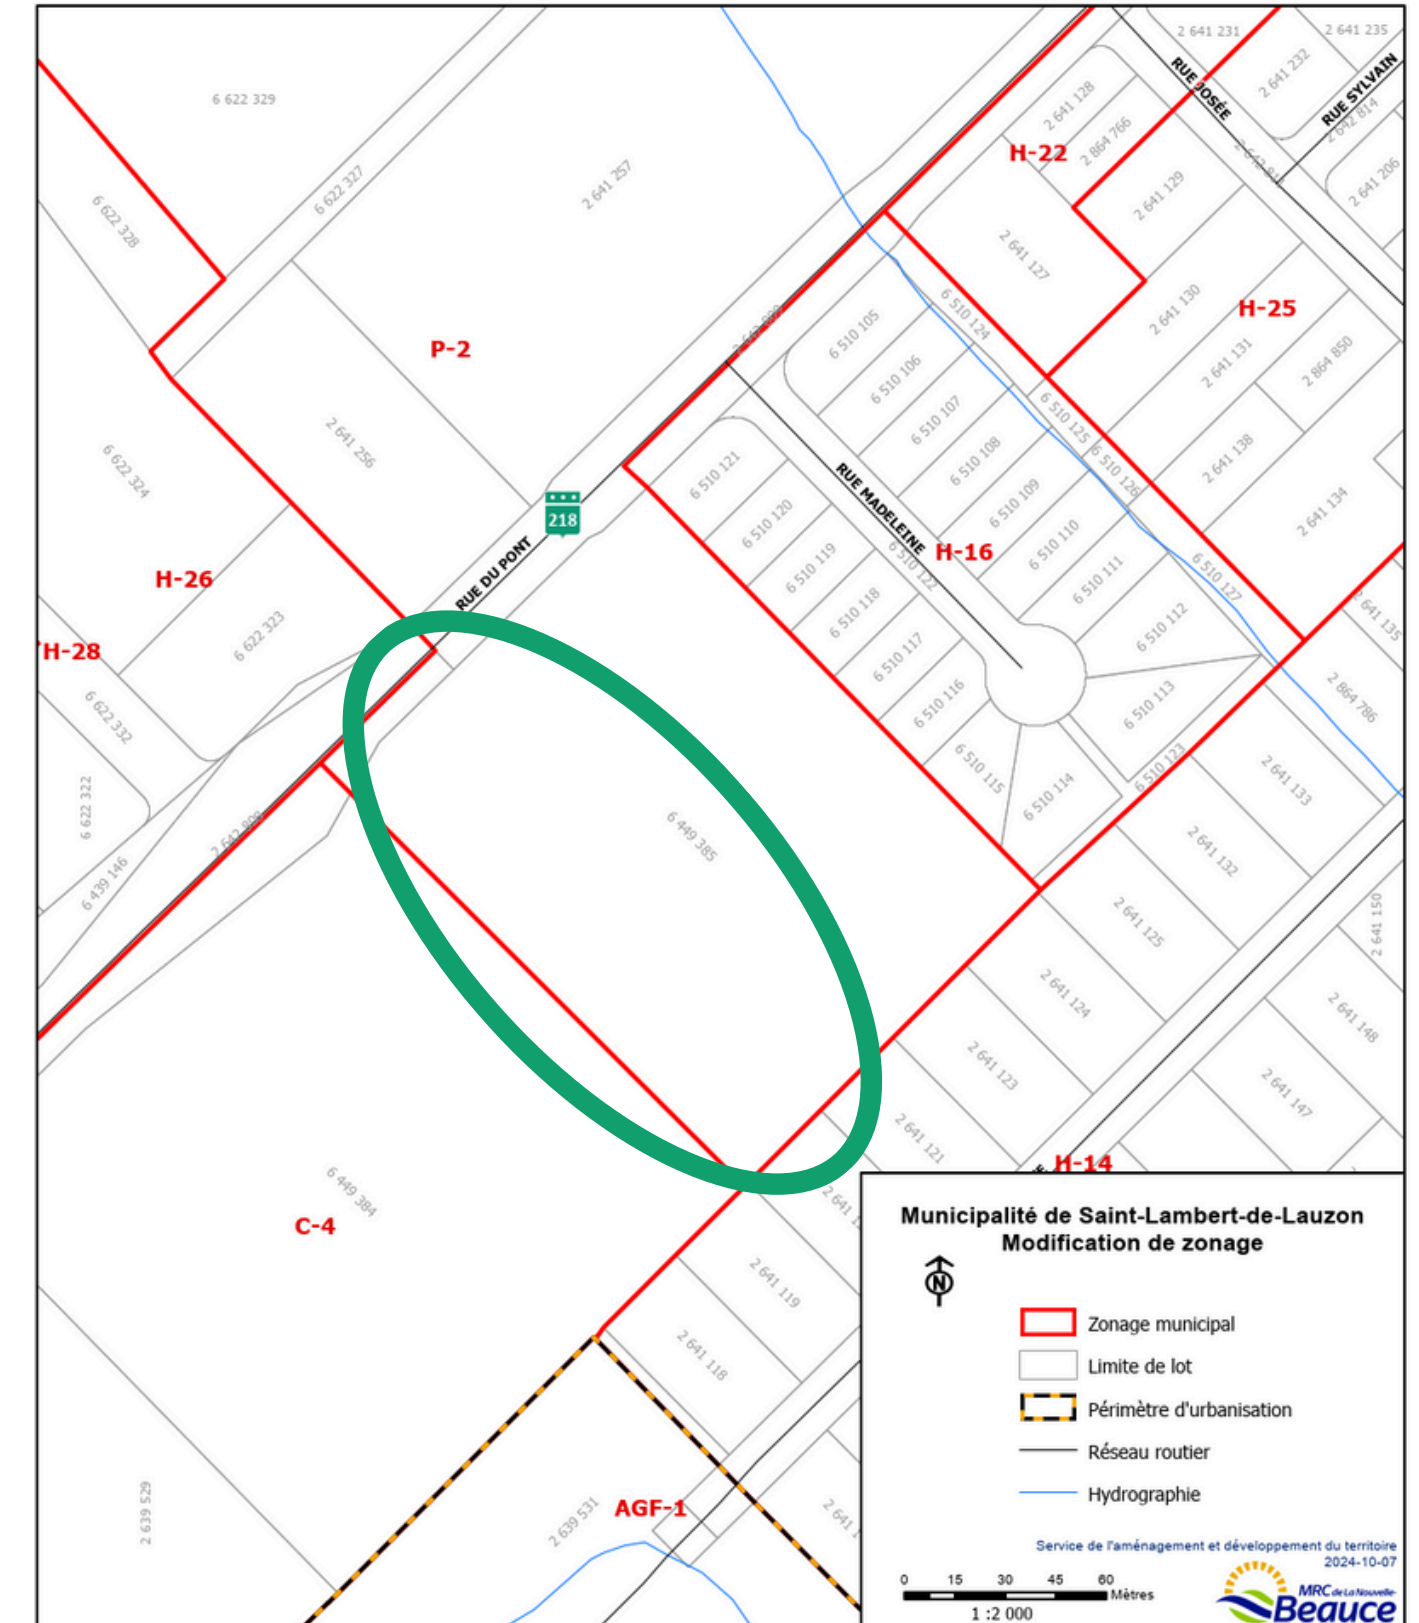 6 622 329
2 641 231
2 641 235
RUE JOSÉE
2 641 232
RUE SYLVAIN
2 642 814
2 641 128
2 864 766
H-22
2 641 206
6 622 327
2 641 257
2 641 129
6 622 328
2 641 127
2 641 130
H-25
6 510 124
6 510 105
P-2
6 510 106
2 641 131
2 864 850
6 510 107
6 510 125
2 641 256
6 510 108
6 510 126
2 641 138
6 622 324
6 510 121
RUE MADELEINE
6 510 109
2 641 134
218
6 510 120
6 510 110
H-16
6 510 119
6 510 122
6 510 111
6 510 127
RUE DU PONT
H-26
6 510 118
6 510 112
2 641 135
6 622 323
6 510 117
H-28
6 510 116
6 510 113
2 864 786
6 622 332
6 510 115
6 510 114
6 510 123
2 641 133
6 622 322
6 449 385
2 641 132
6 439 146
2 641 125
2 641 150
2 641 124
2 641 148
2 641 123
2 641 147
2 641 121
H-14
6 449 384
C-4
2 641 119
2 641 118
2 639 529
2 639 531
AGF-1
Municipalité de Saint-Lambert-de-Lauzon
Modification de zonage
N
Zonage municipal
Limite de lot
Périmètre d'urbanisation
Réseau routier
Hydrographie
Service de l'aménagement et développement du territoire
2024-10-07
0 15 30 45 60
Mètres
1 :2 000
MRC de La Nouvelle-
Beauce